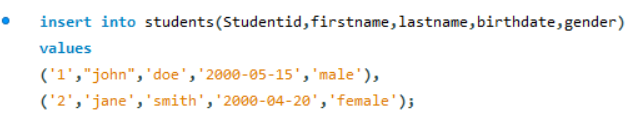 insert into students(Studentid,firstname,lastname,birthdate,gender)
values
('1',"john",'doe','2000-05-15','male'),
('2','jane','smith','2000-04-20','female');